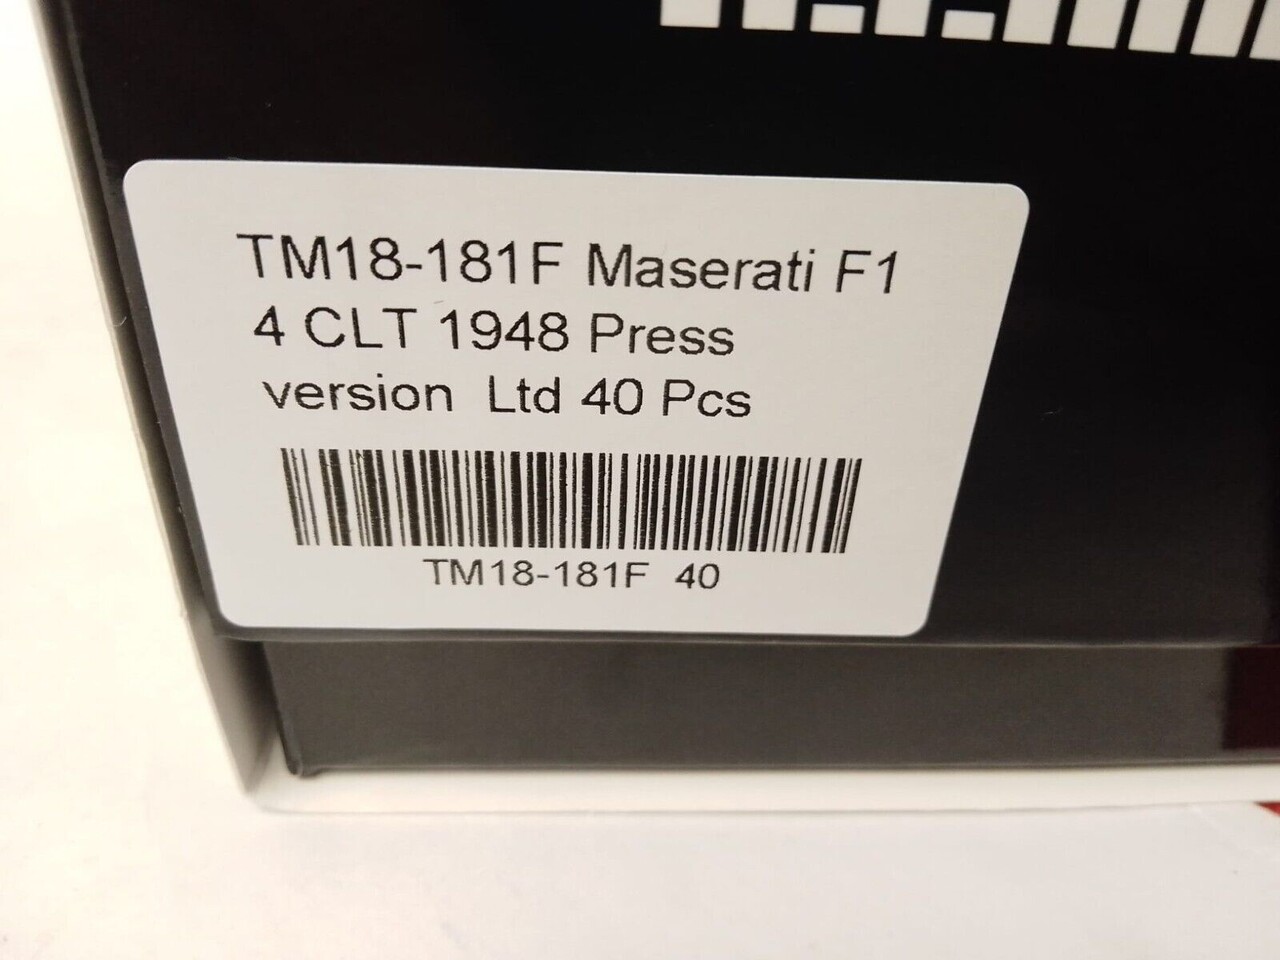 TM18-181F Maserati F1
4 CLT 1948 Press
version Ltd 40 Pcs
TM18-181F 40